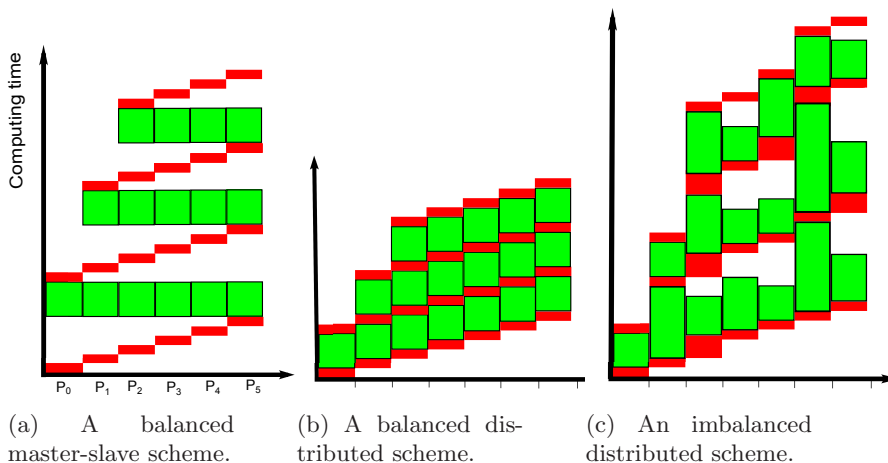 Computing time
P0 P1 P2 P3 P4 P5
(a) A balanced
master-slave scheme.
(b) A balanced dis-
tributed scheme.
(c) An imbalanced
distributed scheme.